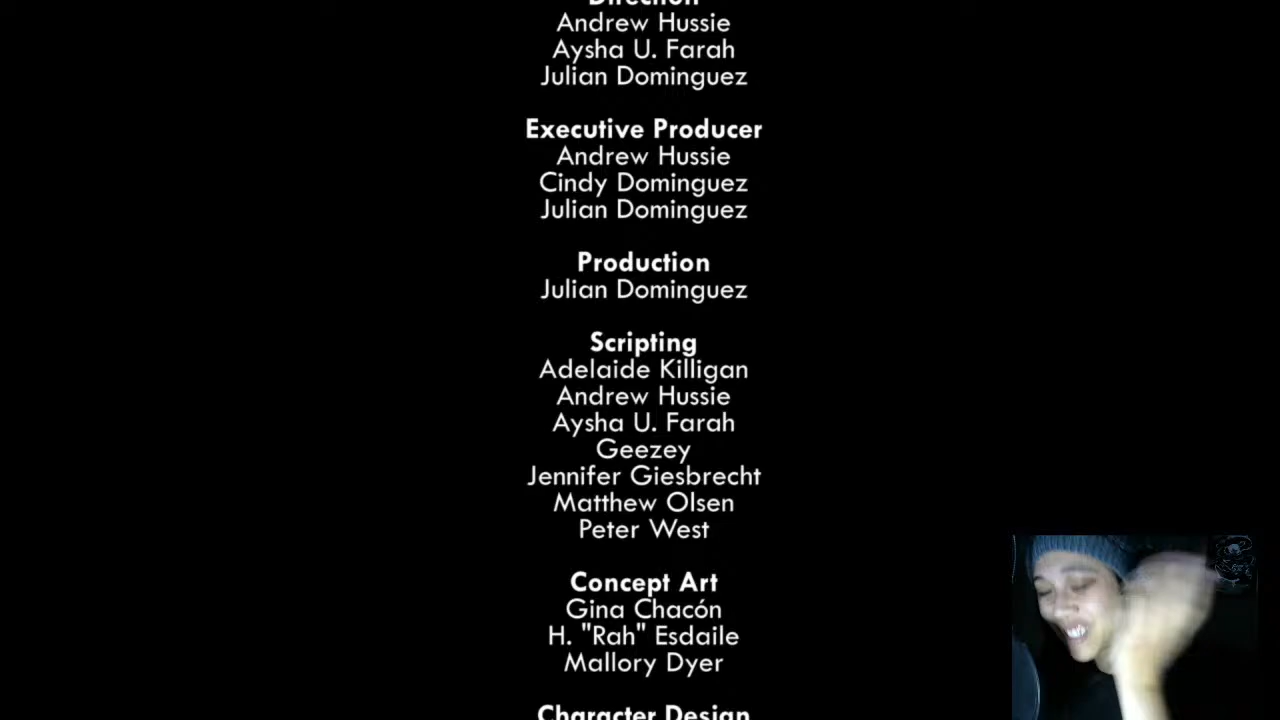 Direction
Andrew Hussie
Aysha U. Farah
Julian Dominguez
Executive Producer
Andrew Hussie
Cindy Dominguez
Julian Dominguez
Production
Julian Dominguez
Scripting
Adelaide Killigan
Andrew Hussie
Aysha U. Farah
Geezey
Jennifer Giesbrecht
Matthew Olsen
Peter West
Concept Art
Gina Chacón
H. "Rah" Esdaile
Mallory Dyer
Character Design